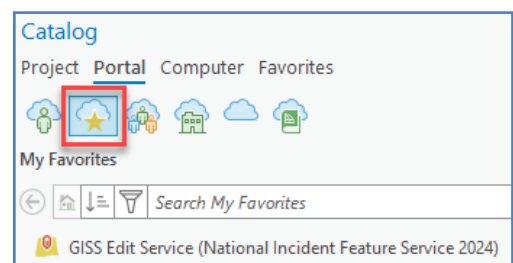 Catalog
Project Portal Computer Favorites
My Favorites
Search My Favorites
GISS Edit Service (National Incident Feature Service 2024)